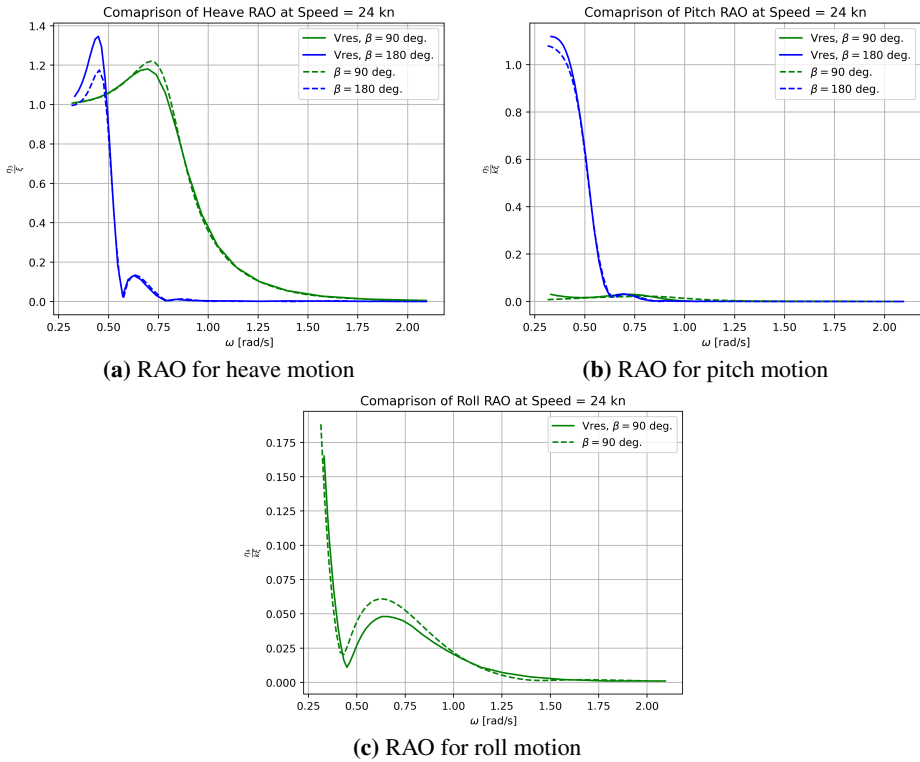 Comaprison of Heave RAO at Speed = 24 kn
1.4
1.2
1.0
0.8
0.6
0.4
0.2
0.0
η₃/ξ
Vres, β = 90 deg.
Vres, β = 180 deg.
β = 90 deg.
β = 180 deg.
0.25 0.50 0.75 1.00 1.25 1.50 1.75 2.00
ω [rad/s]
(a) RAO for heave motion
Comaprison of Pitch RAO at Speed = 24 kn
1.0
0.8
0.6
0.4
0.2
0.0
η₅/kξ
Vres, β = 90 deg.
Vres, β = 180 deg.
β = 90 deg.
β = 180 deg.
0.25 0.50 0.75 1.00 1.25 1.50 1.75 2.00
ω [rad/s]
(b) RAO for pitch motion
Comaprison of Roll RAO at Speed = 24 kn
0.175
0.150
0.125
0.100
0.075
0.050
0.025
0.000
η₄/kξ
Vres, β = 90 deg.
β = 90 deg.
0.25 0.50 0.75 1.00 1.25 1.50 1.75 2.00
ω [rad/s]
(c) RAO for roll motion